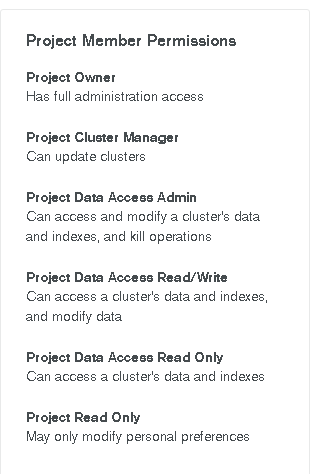 Project Member Permissions
Project Owner
Has full administration access
Project Cluster Manager
Can update clusters
Project Data Access Admin
Can access and modify a cluster's data
and indexes, and kill operations
Project Data Access Read/Write
Can access a cluster's data and indexes,
and modify data
Project Data Access Read Only
Can access a cluster's data and indexes
Project Read Only
May only modify personal preferences